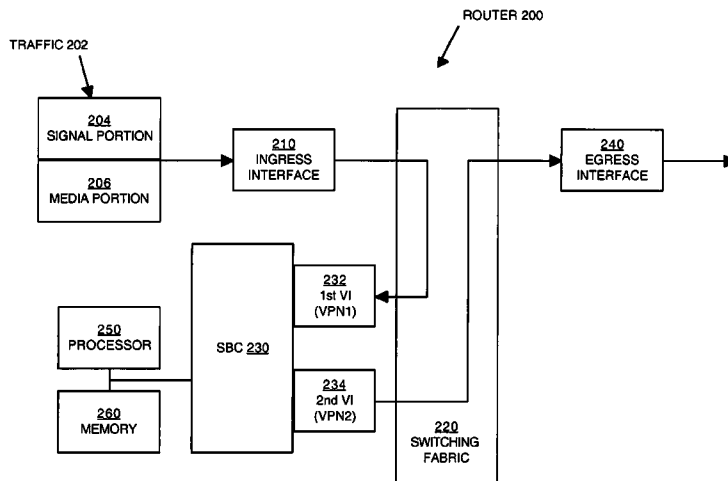 ROUTER 200
TRAFFIC 202
204
SIGNAL PORTION
206
MEDIA PORTION
210
INGRESS
INTERFACE
240
EGRESS
INTERFACE
232
1st VI
(VPN1)
250
PROCESSOR
SBC 230
260
MEMORY
234
2nd VI
(VPN2)
220
SWITCHING
FABRIC